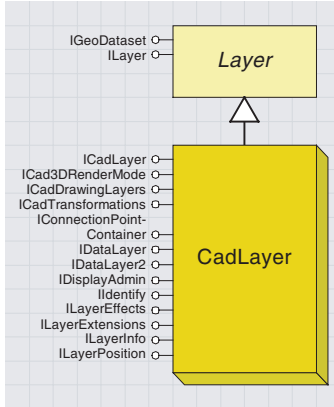 IGeoDataset
ILayer
Layer
ICadLayer
ICad3DRenderMode
ICadDrawingLayers
ICadTransformations
IConnectionPoint-
Container
IDataLayer
IDataLayer2
IDisplayAdmin
IIdentify
ILayerEffects
ILayerExtensions
ILayerInfo
ILayerPosition
CadLayer